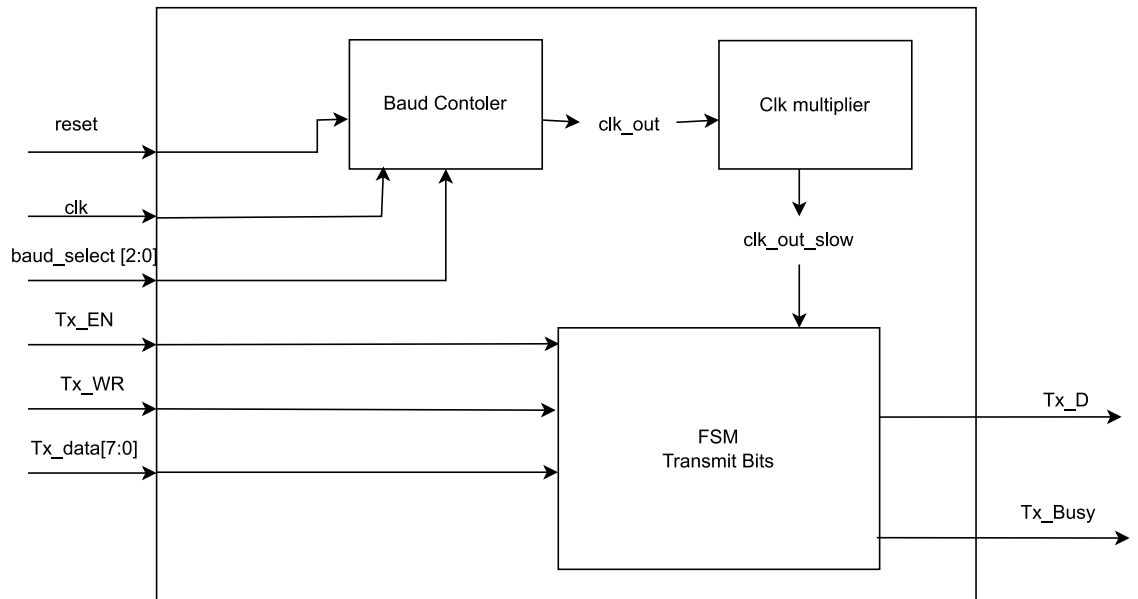 Baud Contoler
Clk multiplier
reset
clk_out
clk
clk_out_slow
baud_select [2:0]
Tx_EN
Tx_WR
Tx_D
Tx_data[7:0]
FSM
Transmit Bits
Tx_Busy